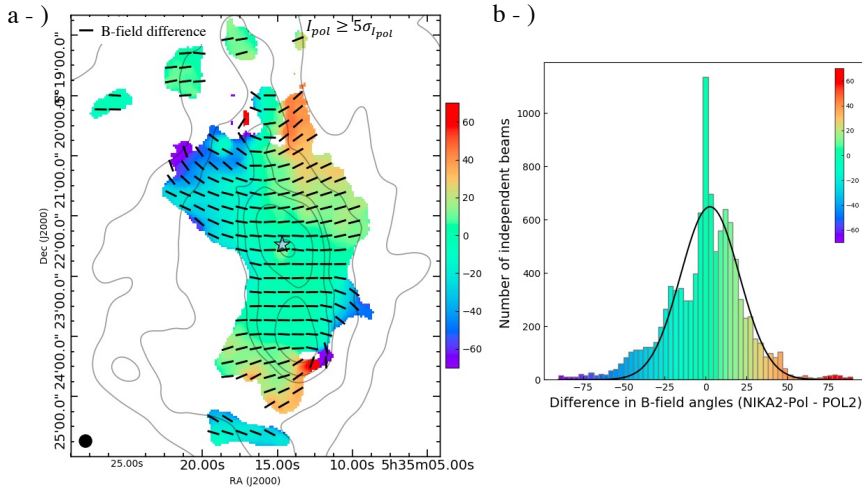 a - )
B-field difference
I_pol ≥ 5σ_I_pol
5°19'00.0"
20'00.0"
21'00.0"
22'00.0"
23'00.0"
24'00.0"
25'00.0"
Dec (J2000)
25.00s 20.00s 15.00s 10.00s 5h35m05.00s
RA (J2000)
60
40
20
0
−20
−40
−60
b - )
1000
800
600
400
200
0
Number of independent beams
−75 −50 −25 0 25 50 75
Difference in B-field angles (NIKA2-Pol - POL2)
60
40
20
0
−20
−40
−60